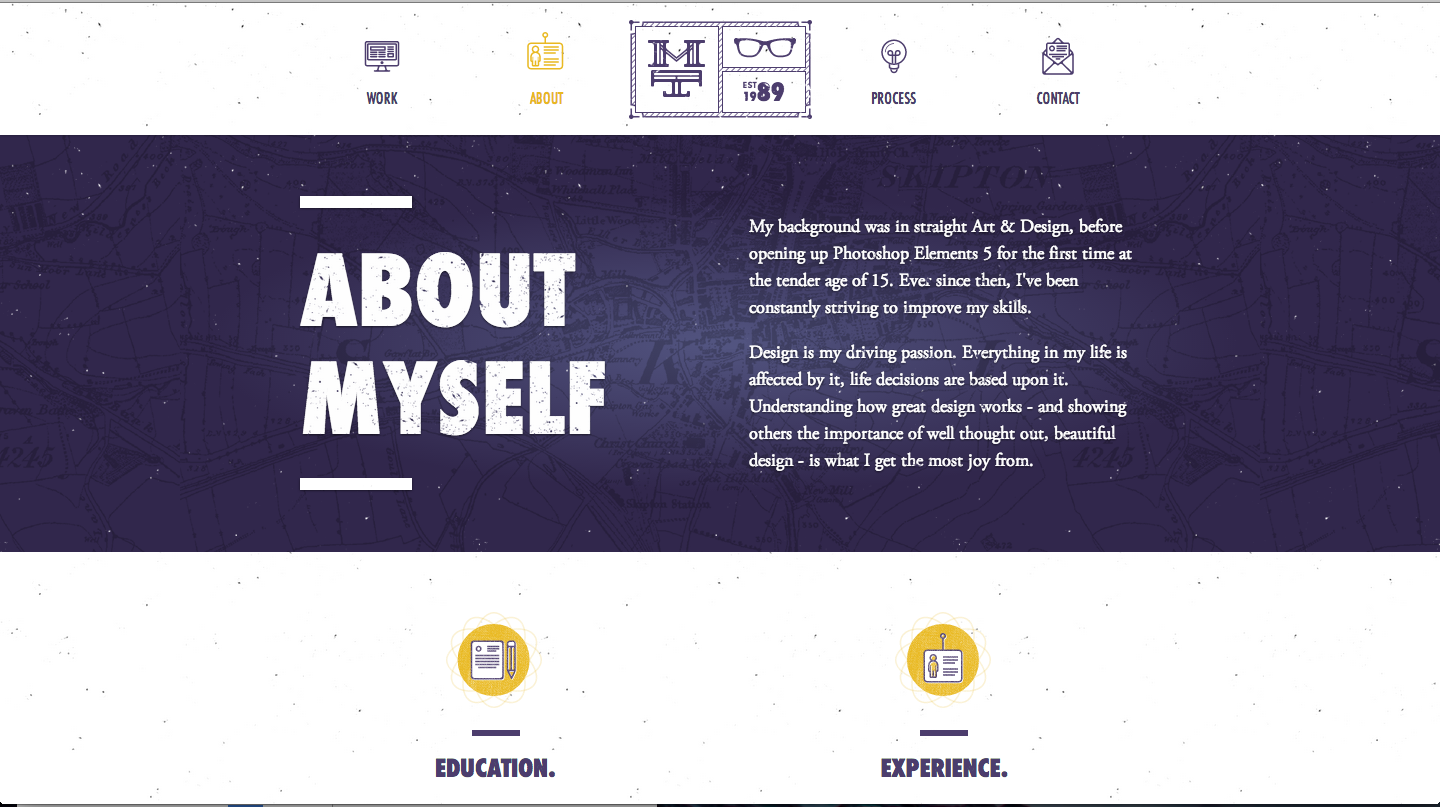 WORK
ABOUT
MT
EST
1989
PROCESS
CONTACT
SKIPTON
ABOUT
MYSELF
My background was in straight Art & Design, before
opening up Photoshop Elements 5 for the first time at
the tender age of 15. Ever since then, I've been
constantly striving to improve my skills.
Design is my driving passion. Everything in my life is
affected by it, life decisions are based upon it.
Understanding how great design works - and showing
others the importance of well thought out, beautiful
design - is what I get the most joy from.
4245
4245
Skipton Station
EDUCATION.
EXPERIENCE.